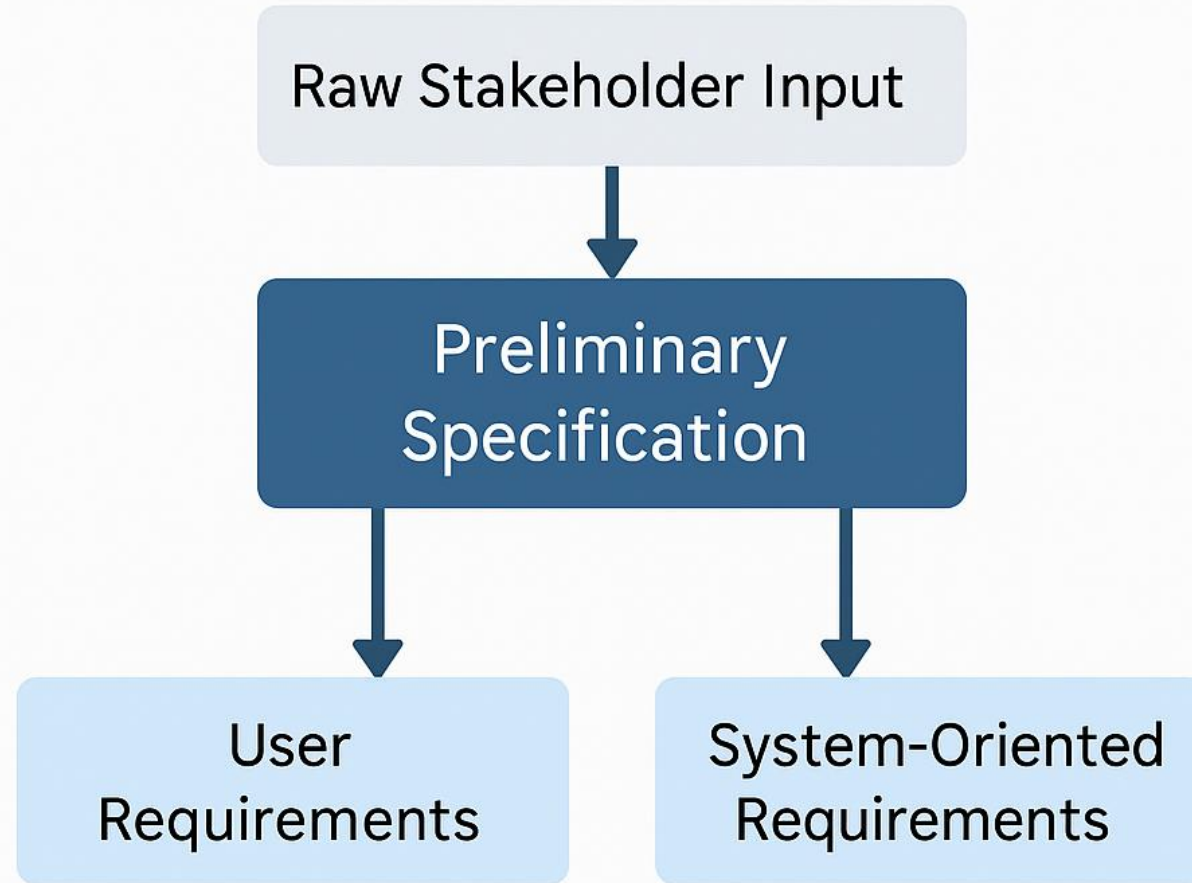 Raw Stakeholder Input
Preliminary
Specification
User
Requirements
System-Oriented
Requirements